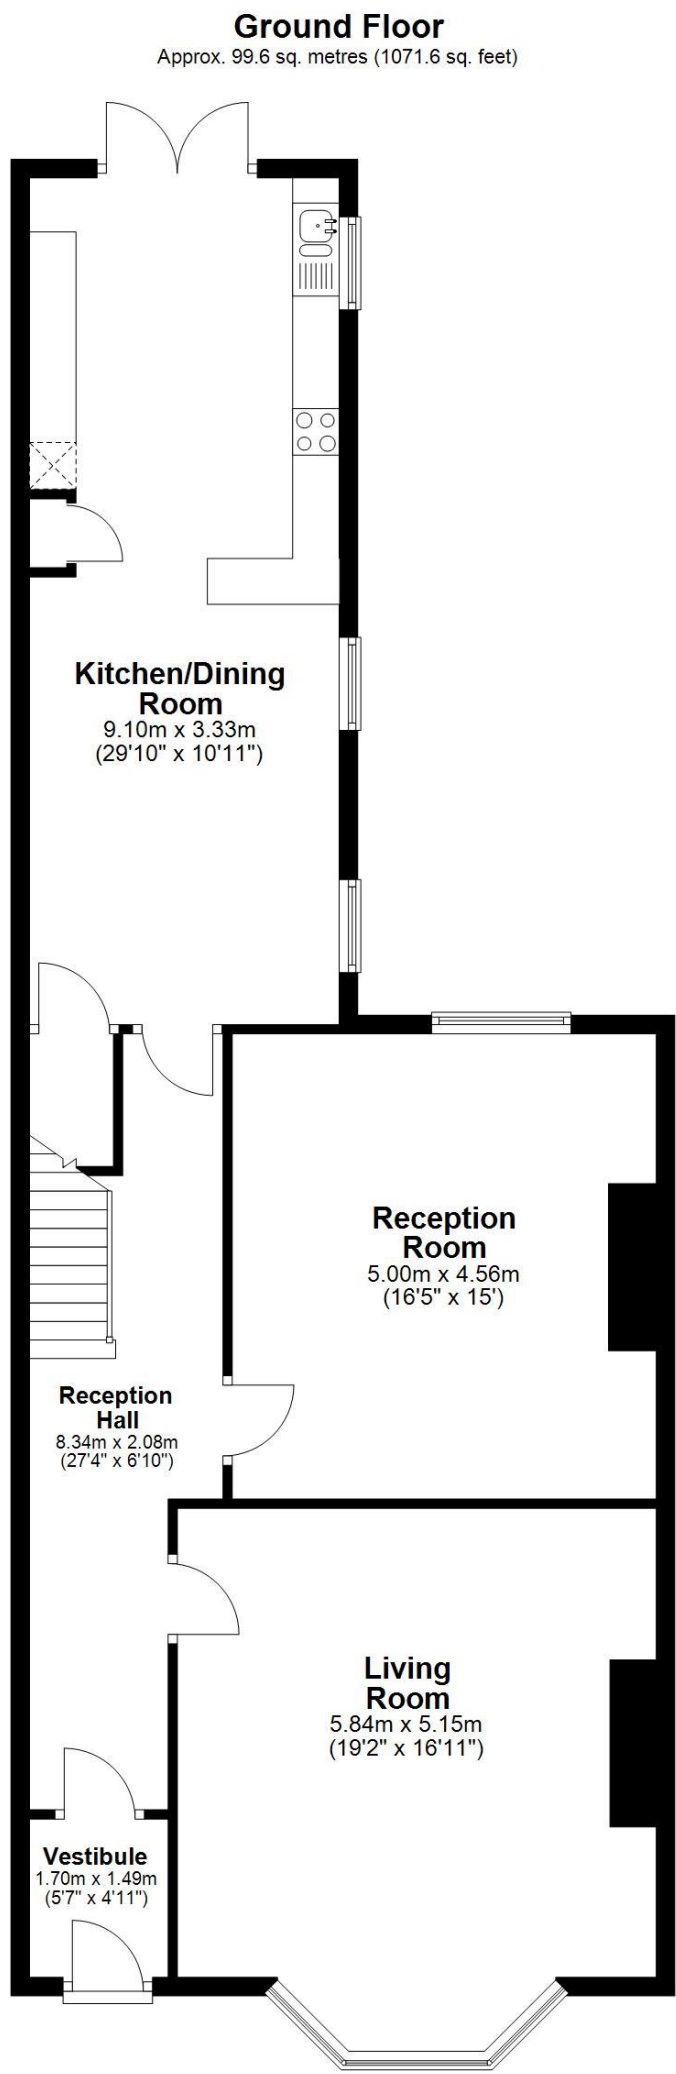 Ground Floor
Approx. 99.6 sq. metres (1071.6 sq. feet)
Kitchen/Dining
Room
9.10m x 3.33m
(29'10" x 10'11")
Reception
Room
5.00m x 4.56m
(16'5" x 15')
Reception
Hall
8.34m x 2.08m
(27'4" x 6'10")
Living
Room
5.84m x 5.15m
(19'2" x 16'11")
Vestibule
1.70m x 1.49m
(5'7" x 4'11")